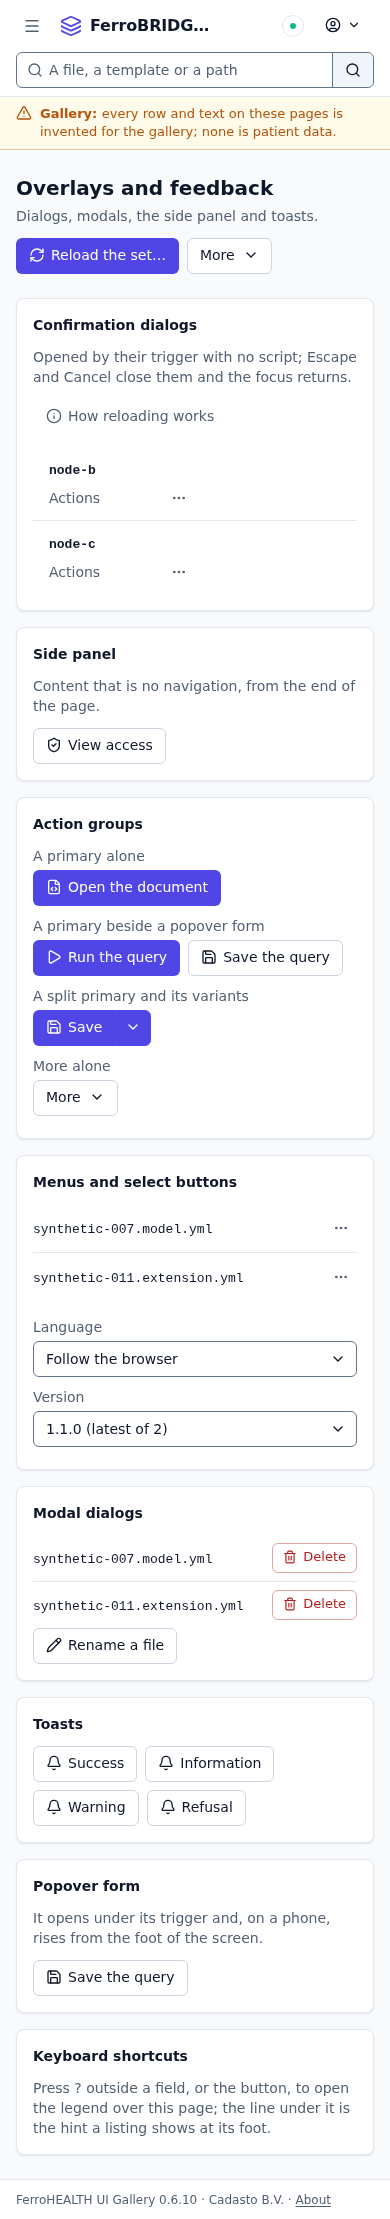 FerroBRIDG...
A file, a template or a path
Gallery: every row and text on these pages is
invented for the gallery; none is patient data.
Overlays and feedback
Dialogs, modals, the side panel and toasts.
Reload the set... More
Confirmation dialogs
Opened by their trigger with no script; Escape
and Cancel close them and the focus returns.
How reloading works
node-b
Actions
node-c
Actions
Side panel
Content that is no navigation, from the end of
the page.
View access
Action groups
A primary alone
Open the document
A primary beside a popover form
Run the query Save the query
A split primary and its variants
Save
More alone
More
Menus and select buttons
synthetic-007.model.yml
synthetic-011.extension.yml
Language
Follow the browser
Version
1.1.0 (latest of 2)
Modal dialogs
synthetic-007.model.yml Delete
synthetic-011.extension.yml Delete
Rename a file
Toasts
Success Information
Warning Refusal
Popover form
It opens under its trigger and, on a phone,
rises from the foot of the screen.
Save the query
Keyboard shortcuts
Press ? outside a field, or the button, to open
the legend over this page; the line under it is
the hint a listing shows at its foot.
FerroHEALTH UI Gallery 0.6.10 · Cadasto B.V. · About